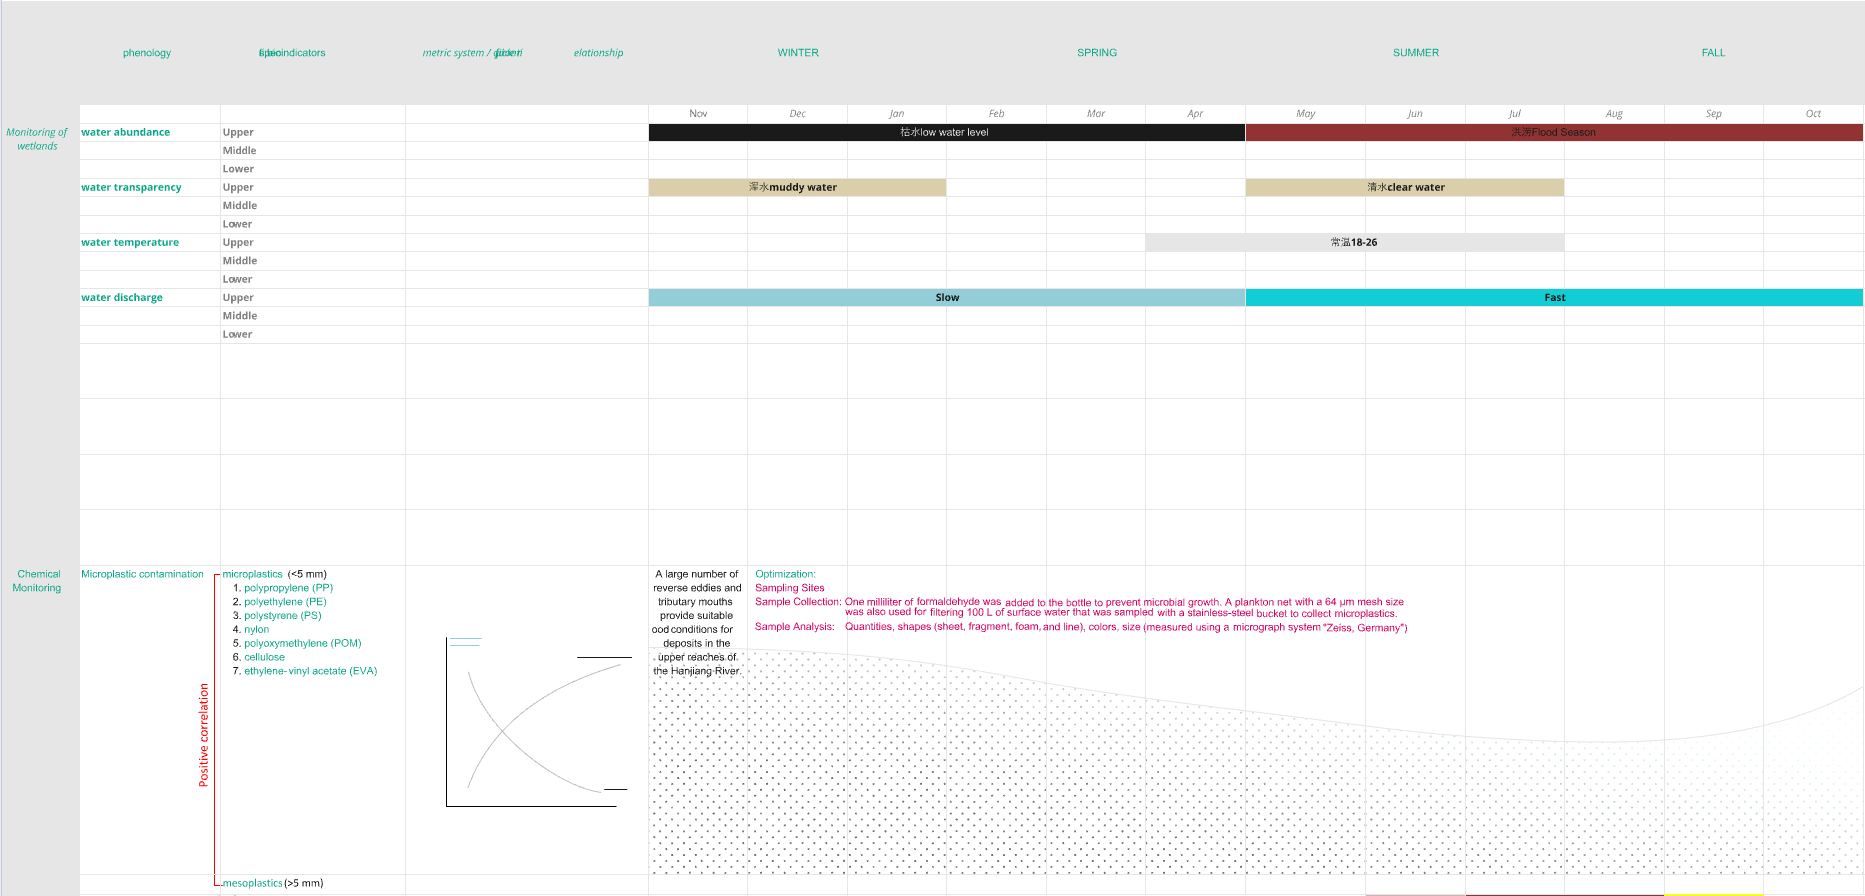 phenology
bioindicators
metric system /
elationship
WINTER
SPRING
SUMMER
FALL
Nov
Dec
Jan
Feb
Mar
Apr
May
Jun
Jul
Aug
Sep
Oct
Monitoring of
wetlands
water abundance
Upper
枯水low water level
洪涝Flood Season
Middle
Lower
water transparency
Upper
浑水muddy water
清水clear water
Middle
Lower
water temperature
Upper
常温18-26
Middle
Lower
water discharge
Upper
Slow
Fast
Middle
Lower
Chemical
Monitoring
Microplastic contamination
microplastics (<5 mm)
1. polypropylene (PP)
2. polyethylene (PE)
3. polystyrene (PS)
4. nylon
5. polyoxymethylene (POM)
6. cellulose
7. ethylene-vinyl acetate (EVA)
Positive correlation
mesoplastics (>5 mm)
A large number of
reverse eddies and
tributary mouths
provide suitable
ood conditions for
deposits in the
upper reaches of
the Hanjiang River.
Optimization:
Sampling Sites
Sample Collection: One milliliter of formaldehyde was added to the bottle to prevent microbial growth. A plankton net with a 64 μm mesh size
was also used for filtering 100 L of surface water that was sampled with a stainless-steel bucket to collect microplastics.
Sample Analysis: Quantities, shapes (sheet, fragment, foam, and line), colors, size (measured using a micrograph system "Zeiss, Germany")